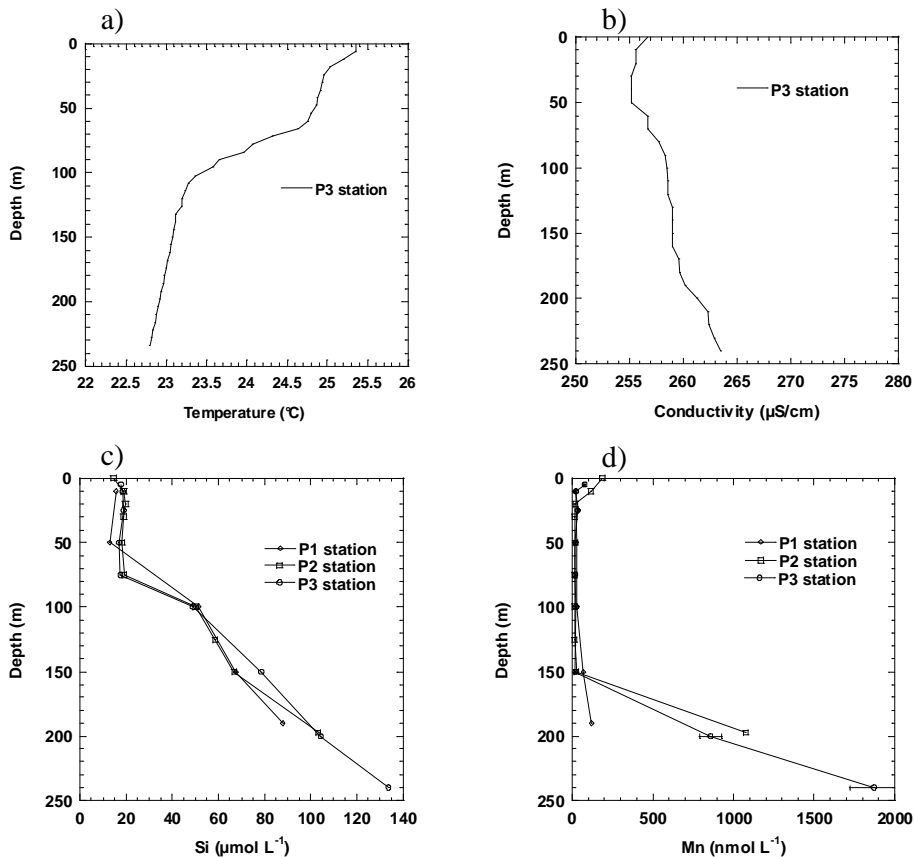 a)
0
50
100
150
200
250
Depth (m)
P3 station
22 22.5 23 23.5 24 24.5 25 25.5 26
Temperature (°C)
b)
0
50
100
150
200
250
Depth (m)
P3 station
250 255 260 265 270 275 280
Conductivity (µS/cm)
c)
0
50
100
150
200
250
Depth (m)
P1 station
P2 station
P3 station
0 20 40 60 80 100 120 140
Si (µmol L⁻¹)
d)
0
50
100
150
200
250
Depth (m)
P1 station
P2 station
P3 station
0 500 1000 1500 2000
Mn (nmol L⁻¹)